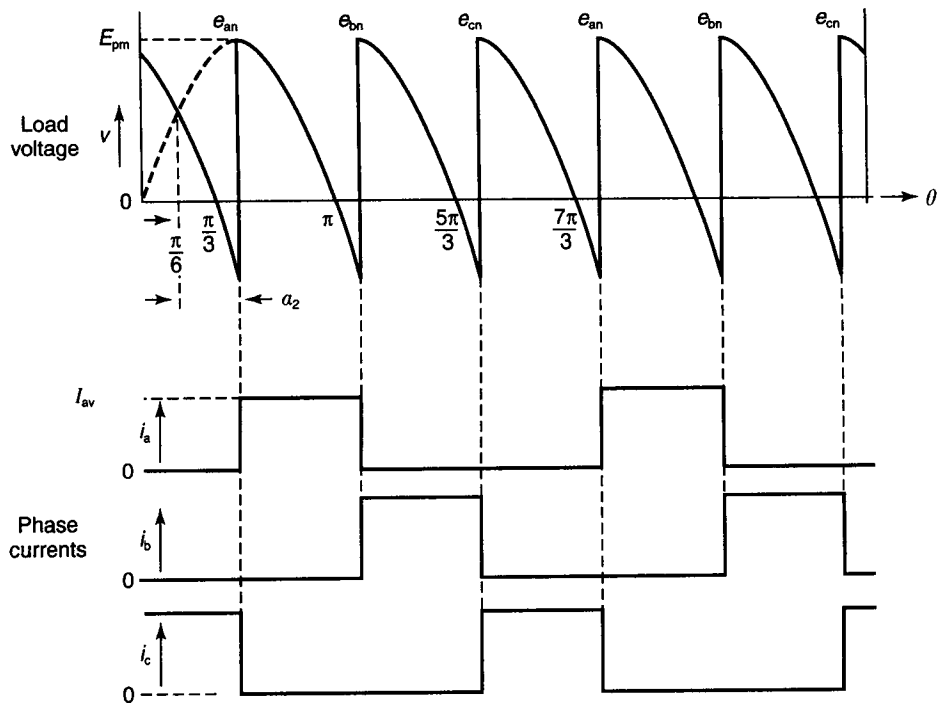 e_an e_bn e_cn e_an e_bn e_cn
E_pm
Load
voltage
v
0
θ
π/6
π/3
π
5π/3
7π/3
a_2
I_av
i_a
0
Phase
currents
i_b
0
i_c
0